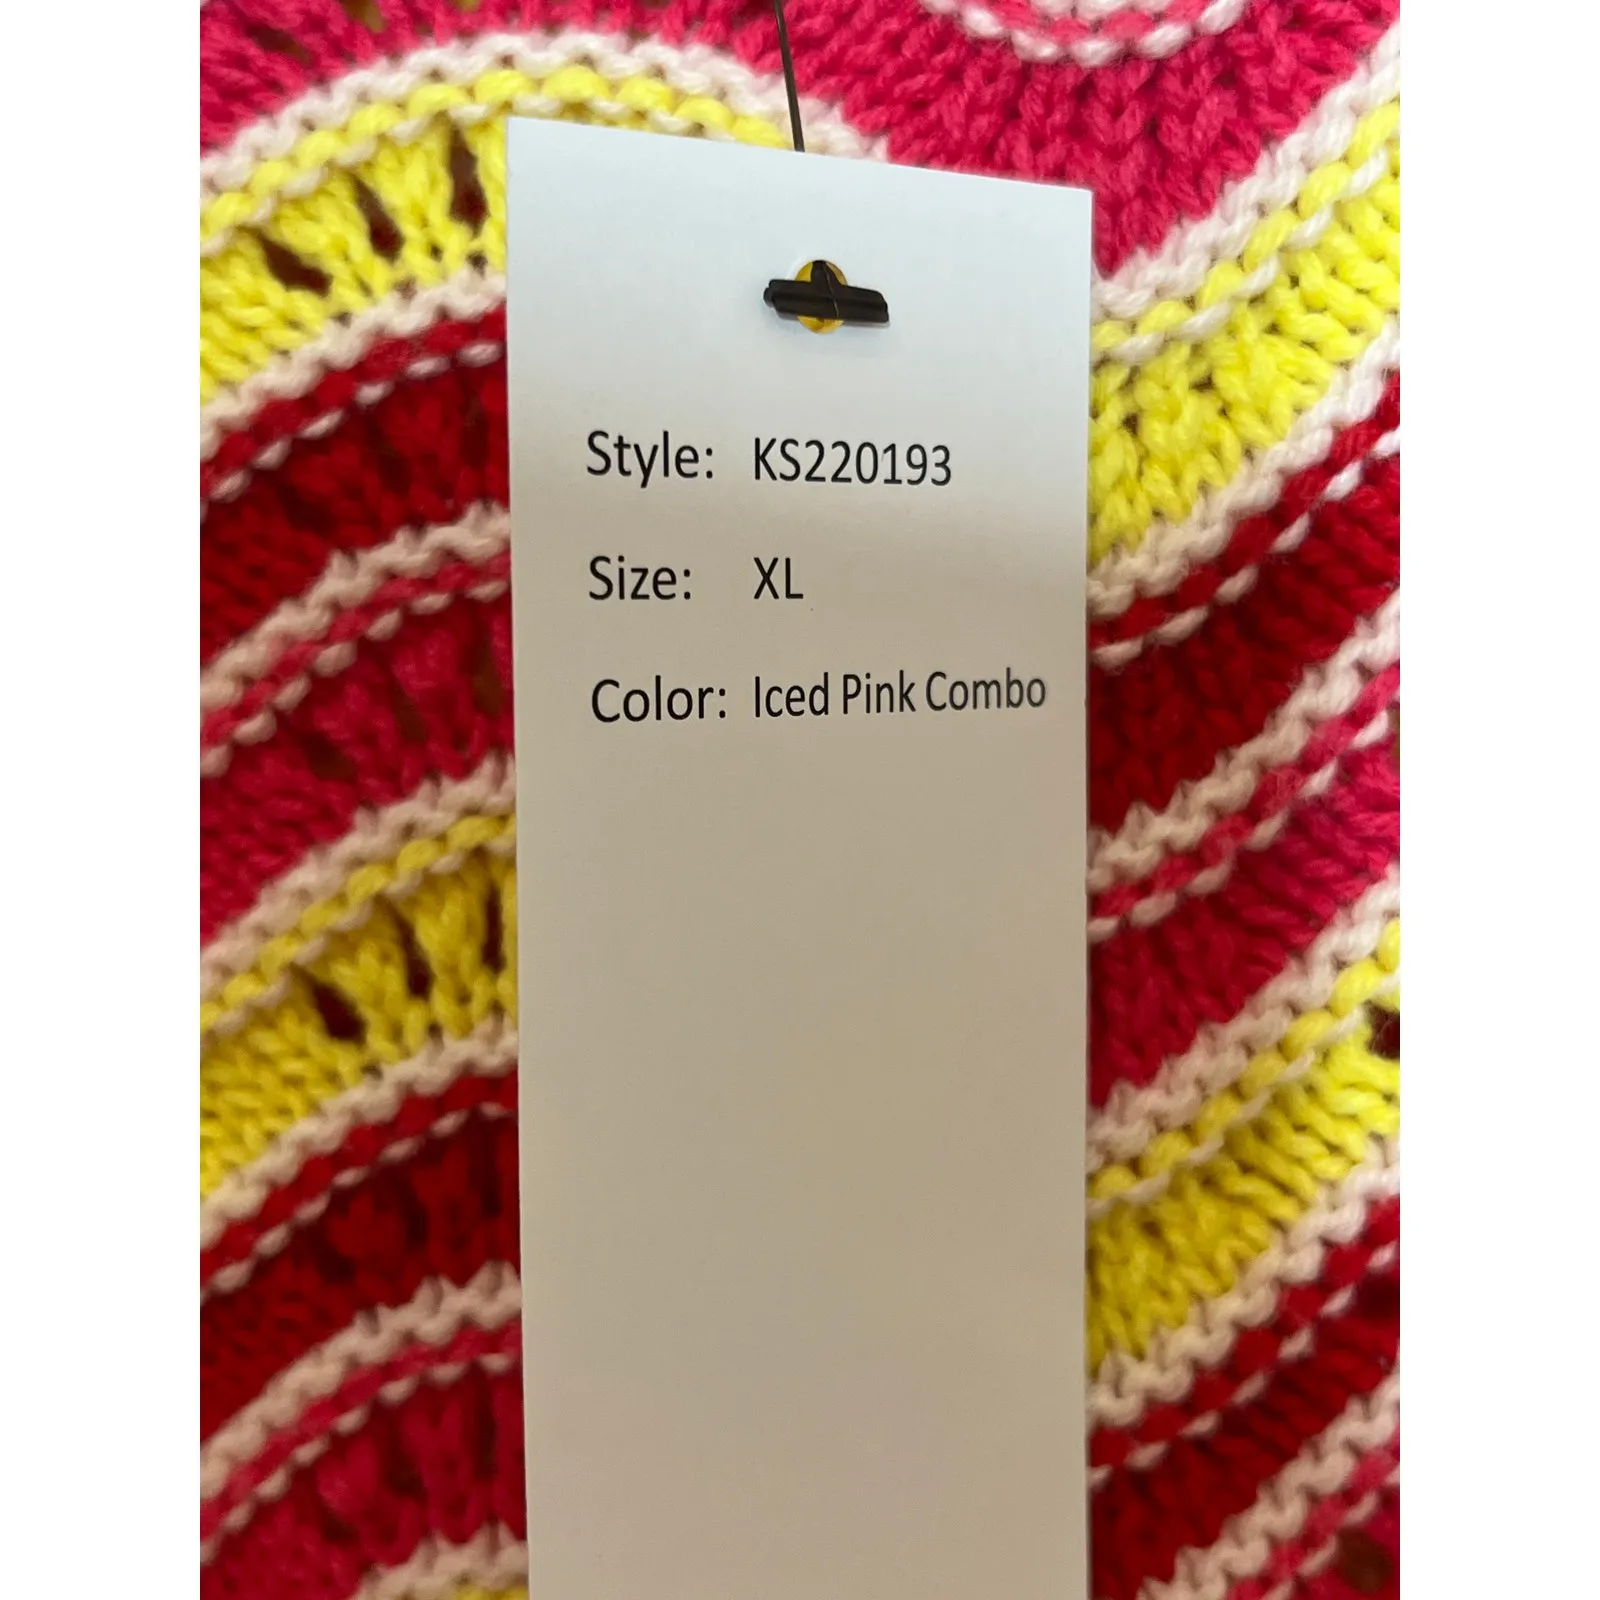 Style: KS220193
Size: XL
Color: Iced Pink Combo